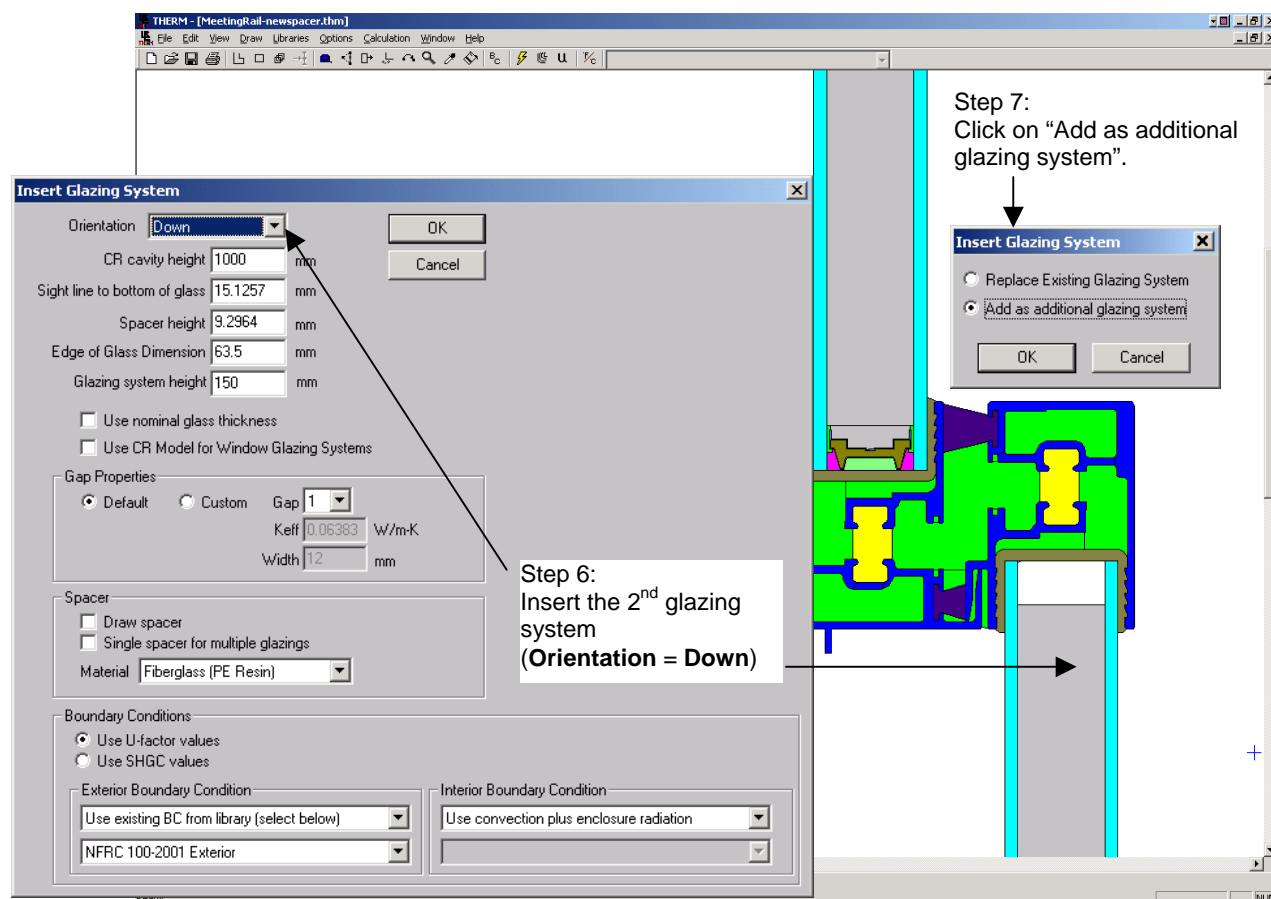 THERM - [MeetingRail-newspacer.thm]
File Edit View Draw Libraries Options Calculation Window Help
Step 7:
Click on “Add as additional
glazing system”.
Insert Glazing System
Orientation Down
OK
CR cavity height 1000 mm
Cancel
Sight line to bottom of glass 15.1257 mm
Spacer height 9.2964 mm
Edge of Glass Dimension 63.5 mm
Glazing system height 150 mm
Use nominal glass thickness
Use CR Model for Window Glazing Systems
Gap Properties
Default Custom Gap 1
Keff 0.06383 W/m-K
Width 12 mm
Spacer
Draw spacer
Single spacer for multiple glazings
Material Fiberglass (PE Resin)
Boundary Conditions
Use U-factor values
Use SHGC values
Exterior Boundary Condition
Use existing BC from library (select below)
NFRC 100-2001 Exterior
Interior Boundary Condition
Use convection plus enclosure radiation
Insert Glazing System
Replace Existing Glazing System
Add as additional glazing system
OK Cancel
Step 6:
Insert the 2nd glazing
system
(Orientation = Down)